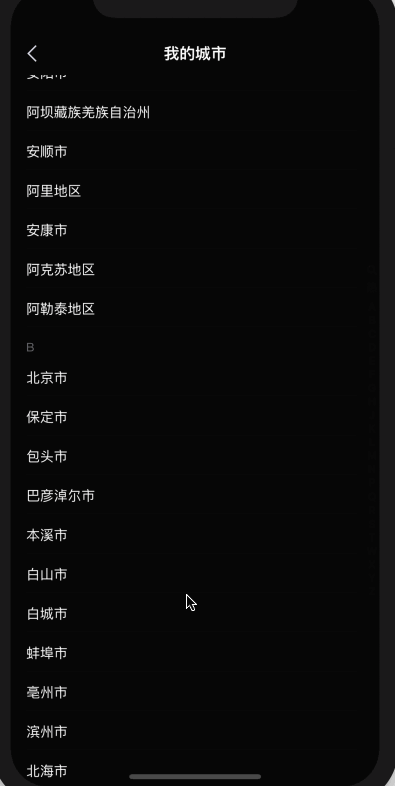 我的城市
安阳市
阿坝藏族羌族自治州
安顺市
阿里地区
安康市
阿克苏地区
阿勒泰地区
B
北京市
保定市
包头市
巴彦淖尔市
本溪市
白山市
白城市
蚌埠市
亳州市
滨州市
北海市